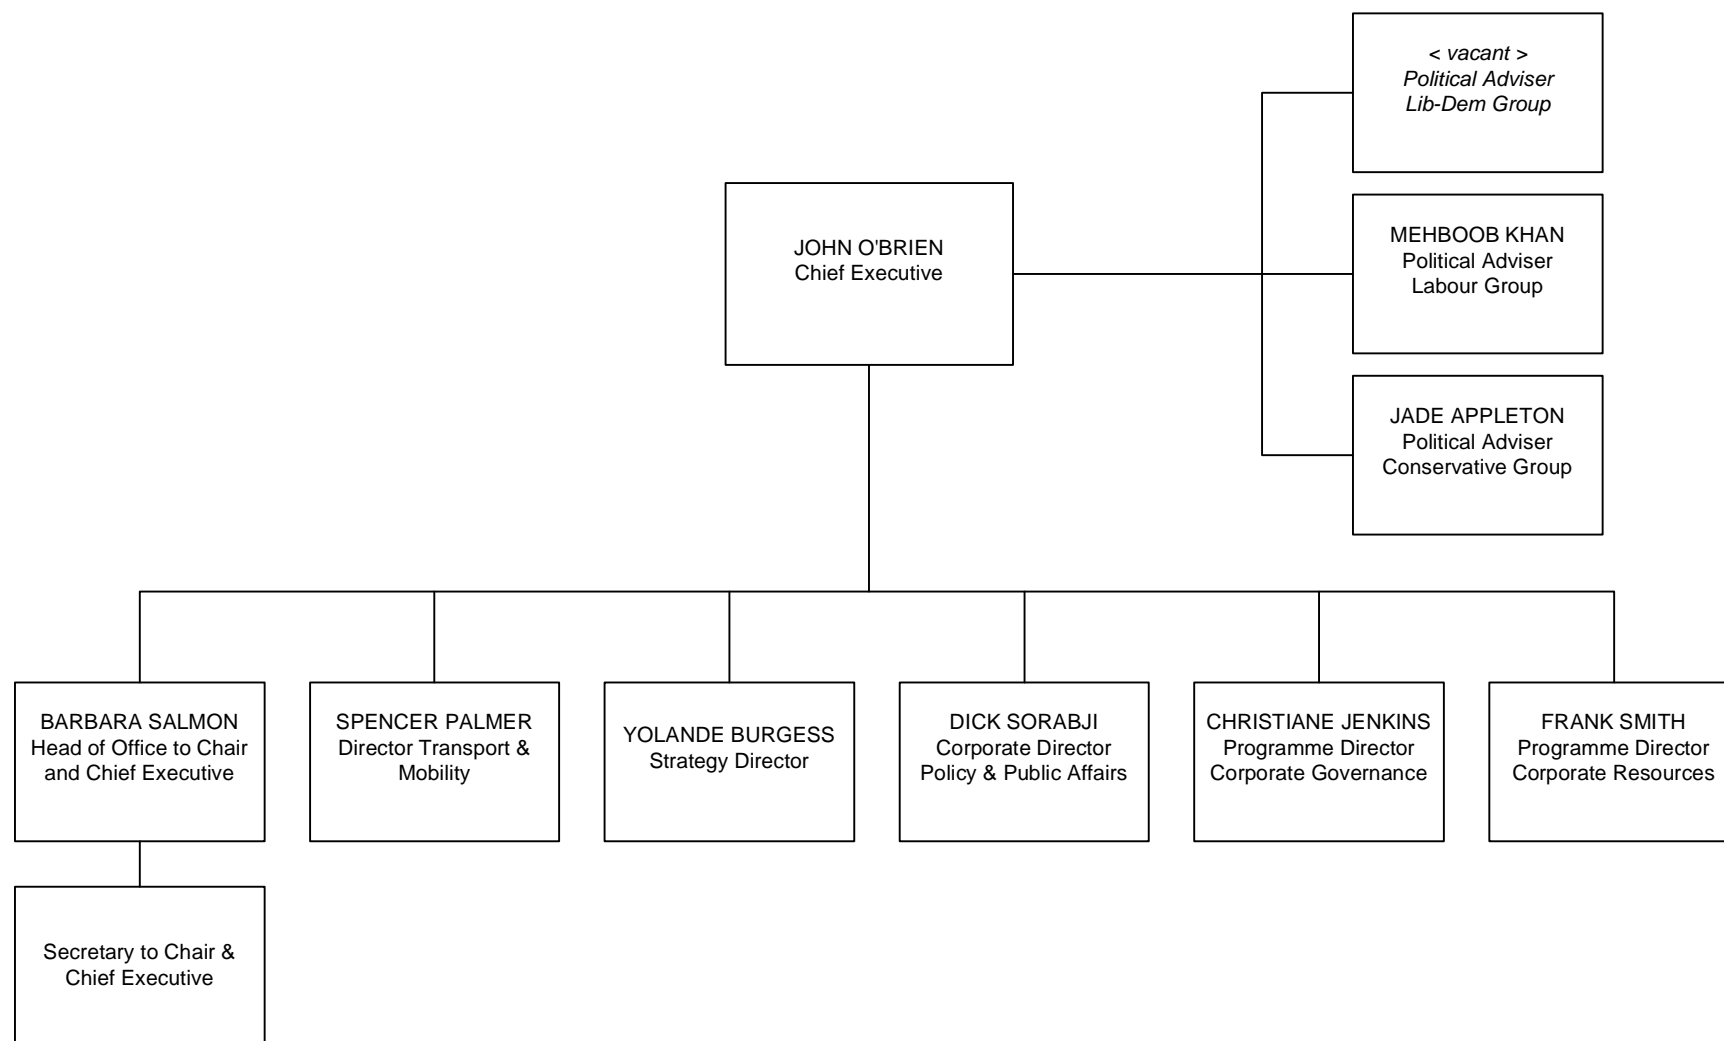 < vacant >
Political Adviser
Lib-Dem Group
JOHN O'BRIEN
Chief Executive
MEHBOOB KHAN
Political Adviser
Labour Group
JADE APPLETON
Political Adviser
Conservative Group
BARBARA SALMON
Head of Office to Chair
and Chief Executive
SPENCER PALMER
Director Transport &
Mobility
YOLANDE BURGESS
Strategy Director
DICK SORABJI
Corporate Director
Policy & Public Affairs
CHRISTIANE JENKINS
Programme Director
Corporate Governance
FRANK SMITH
Programme Director
Corporate Resources
Secretary to Chair &
Chief Executive